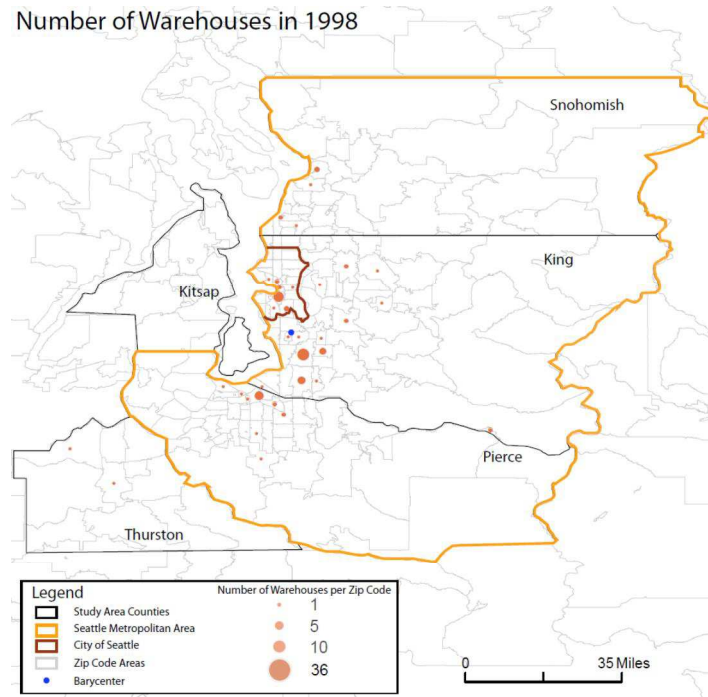 Number of Warehouses in 1998
Snohomish
King
Kitsap
Pierce
Thurston
Legend
Study Area Counties
Seattle Metropolitan Area
City of Seattle
Zip Code Areas
Barycenter
Number of Warehouses per Zip Code
1
5
10
36
0
35 Miles